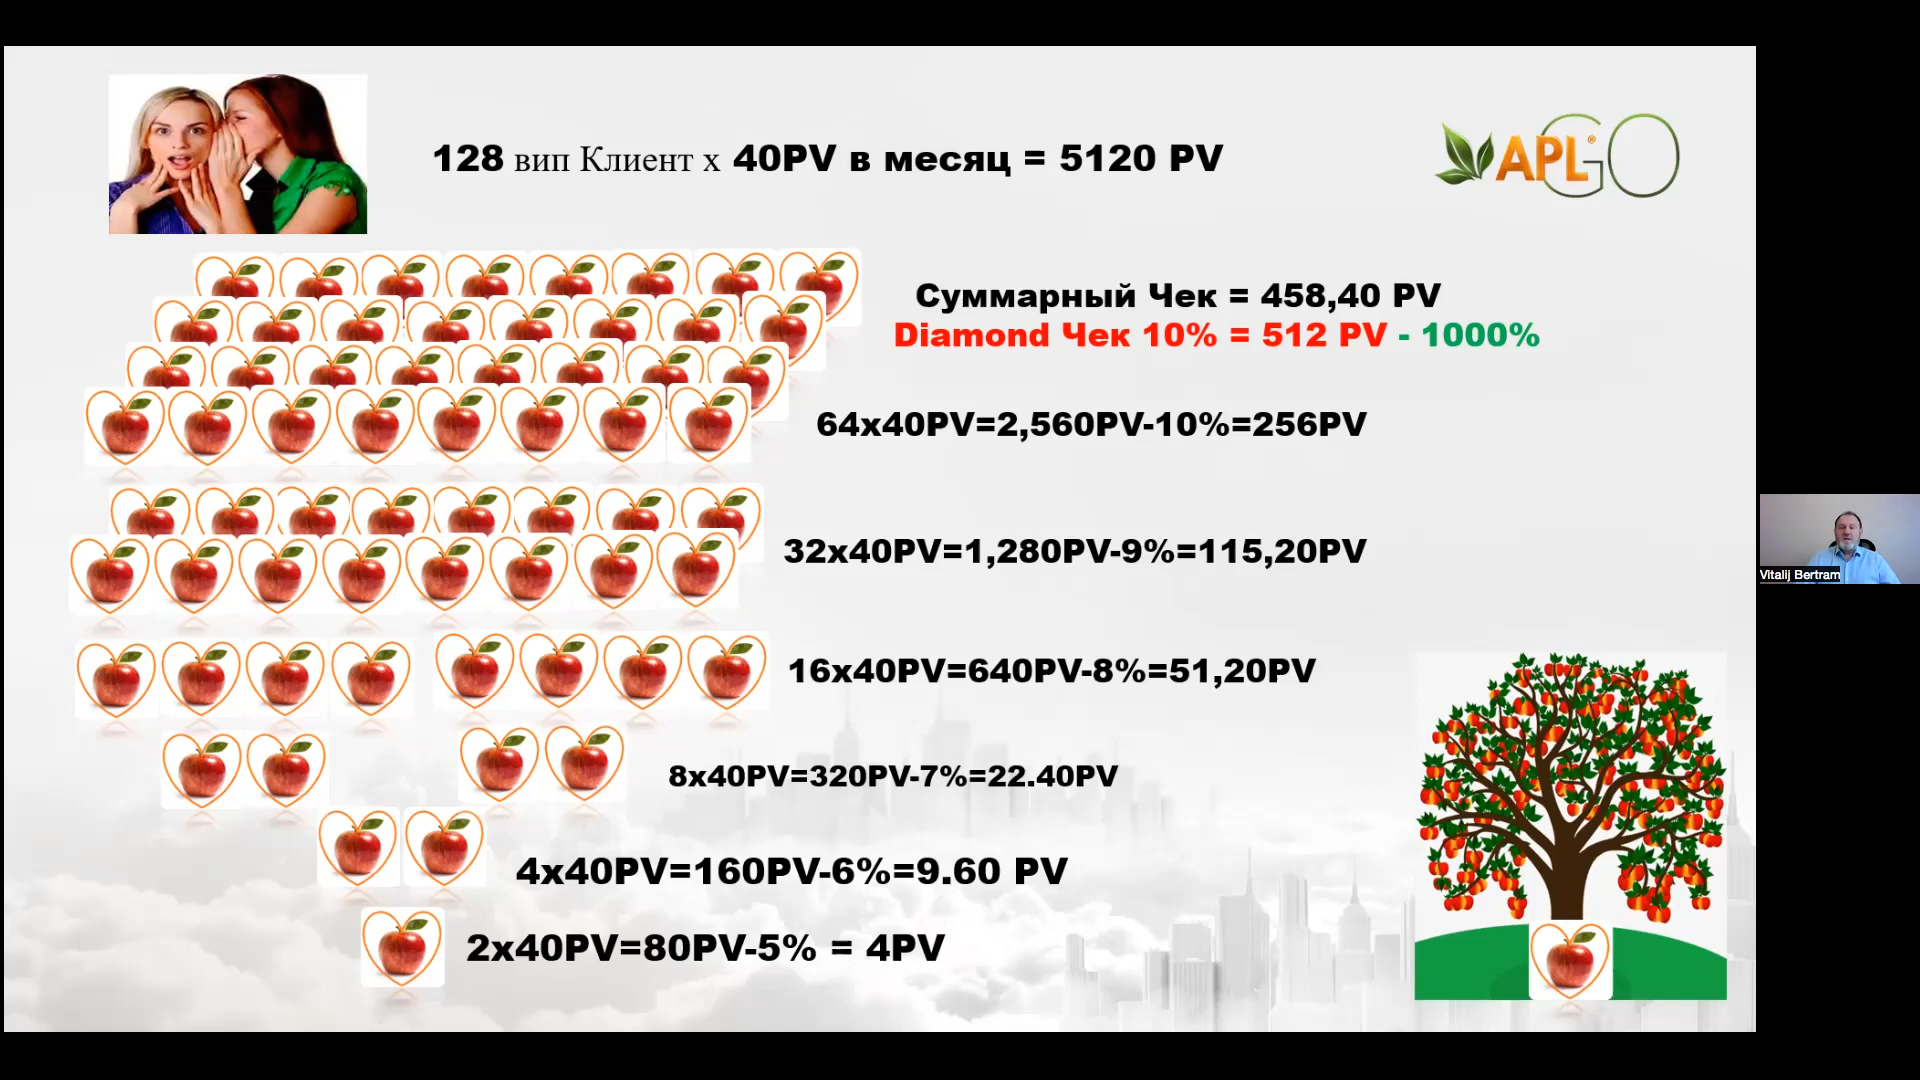 128 вип Клиент х 40PV в месяц = 5120 PV
APL® GO
Суммарный Чек = 458,40 PV
Diamond Чек 10% = 512 PV - 1000%
64x40PV=2,560PV-10%=256PV
32x40PV=1,280PV-9%=115,20PV
Vitalij Bertram
16x40PV=640PV-8%=51,20PV
8x40PV=320PV-7%=22.40PV
4x40PV=160PV-6%=9.60 PV
2x40PV=80PV-5% = 4PV